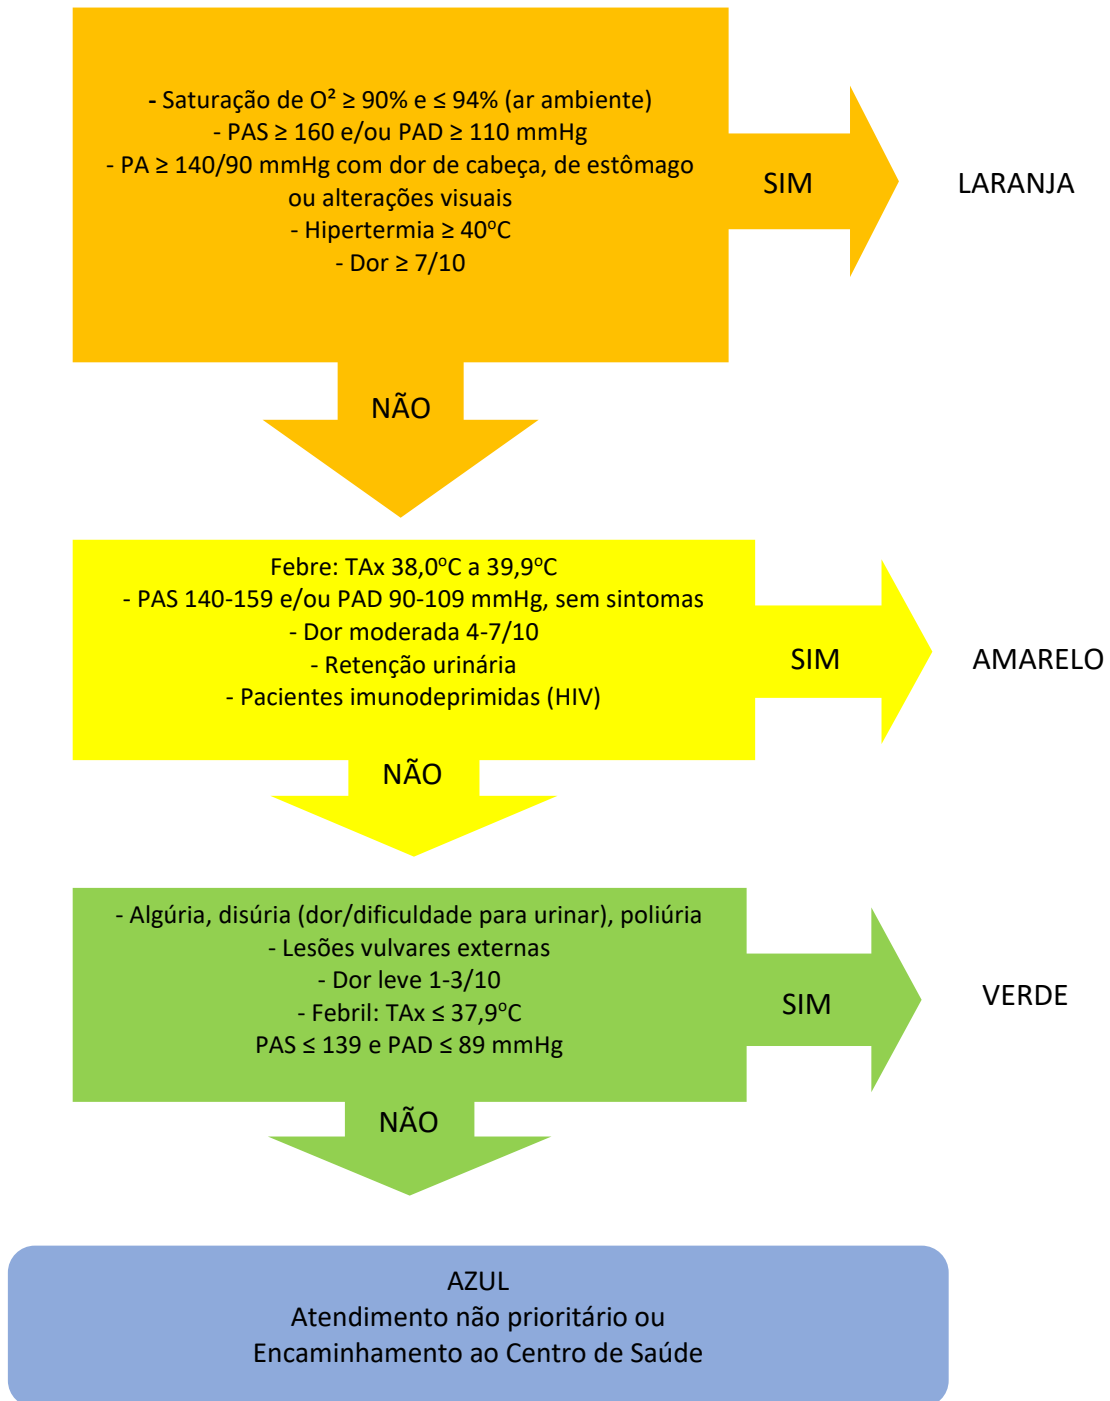 - Saturação de O² ≥ 90% e ≤ 94% (ar ambiente)
- PAS ≥ 160 e/ou PAD ≥ 110 mmHg
- PA ≥ 140/90 mmHg com dor de cabeça, de estômago
ou alterações visuais
- Hipertermia ≥ 40ºC
- Dor ≥ 7/10
SIM
LARANJA
NÃO
Febre: TAx 38,0ºC a 39,9ºC
- PAS 140-159 e/ou PAD 90-109 mmHg, sem sintomas
- Dor moderada 4-7/10
- Retenção urinária
- Pacientes imunodeprimidas (HIV)
SIM
AMARELO
NÃO
- Algúria, disúria (dor/dificuldade para urinar), poliúria
- Lesões vulvares externas
- Dor leve 1-3/10
- Febril: TAx ≤ 37,9ºC
PAS ≤ 139 e PAD ≤ 89 mmHg
SIM
VERDE
NÃO
AZUL
Atendimento não prioritário ou
Encaminhamento ao Centro de Saúde